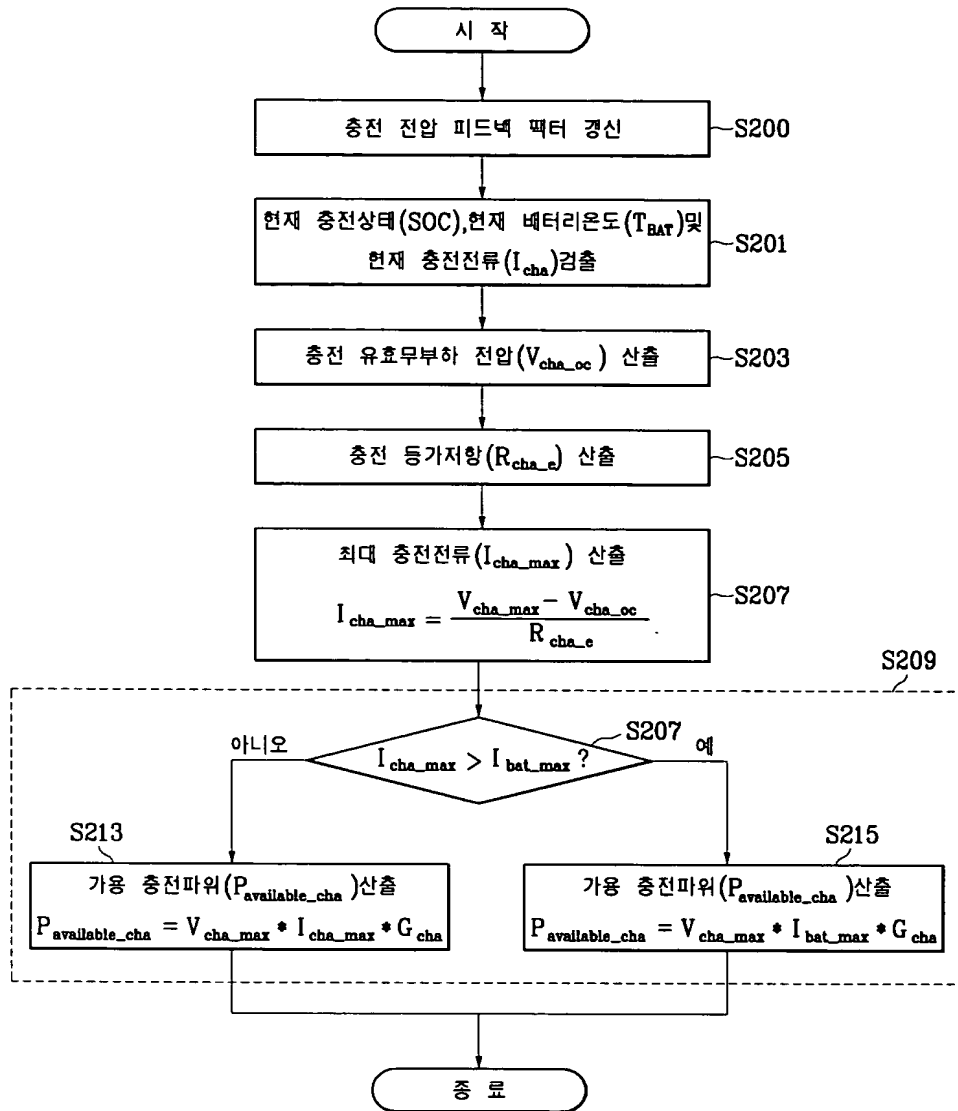 시 작
충전 전압 피드백 팩터 갱신
S200
현재 충전상태(SOC),현재 배터리온도(T_BAT)및
현재 충전전류(I_cha)검출
S201
충전 유효무부하 전압(V_cha_oc) 산출
S203
충전 등가저항(R_cha_e) 산출
S205
최대 충전전류(I_cha_max) 산출
I_cha_max = (V_cha_max − V_cha_oc) / R_cha_e
S207
S209
S207
아니오
I_cha_max > I_bat_max ?
예
S213
가용 충전파위(P_available_cha)산출
P_available_cha = V_cha_max * I_cha_max * G_cha
S215
가용 충전파워(P_available_cha)산출
P_available_cha = V_cha_max * I_bat_max * G_cha
종 료